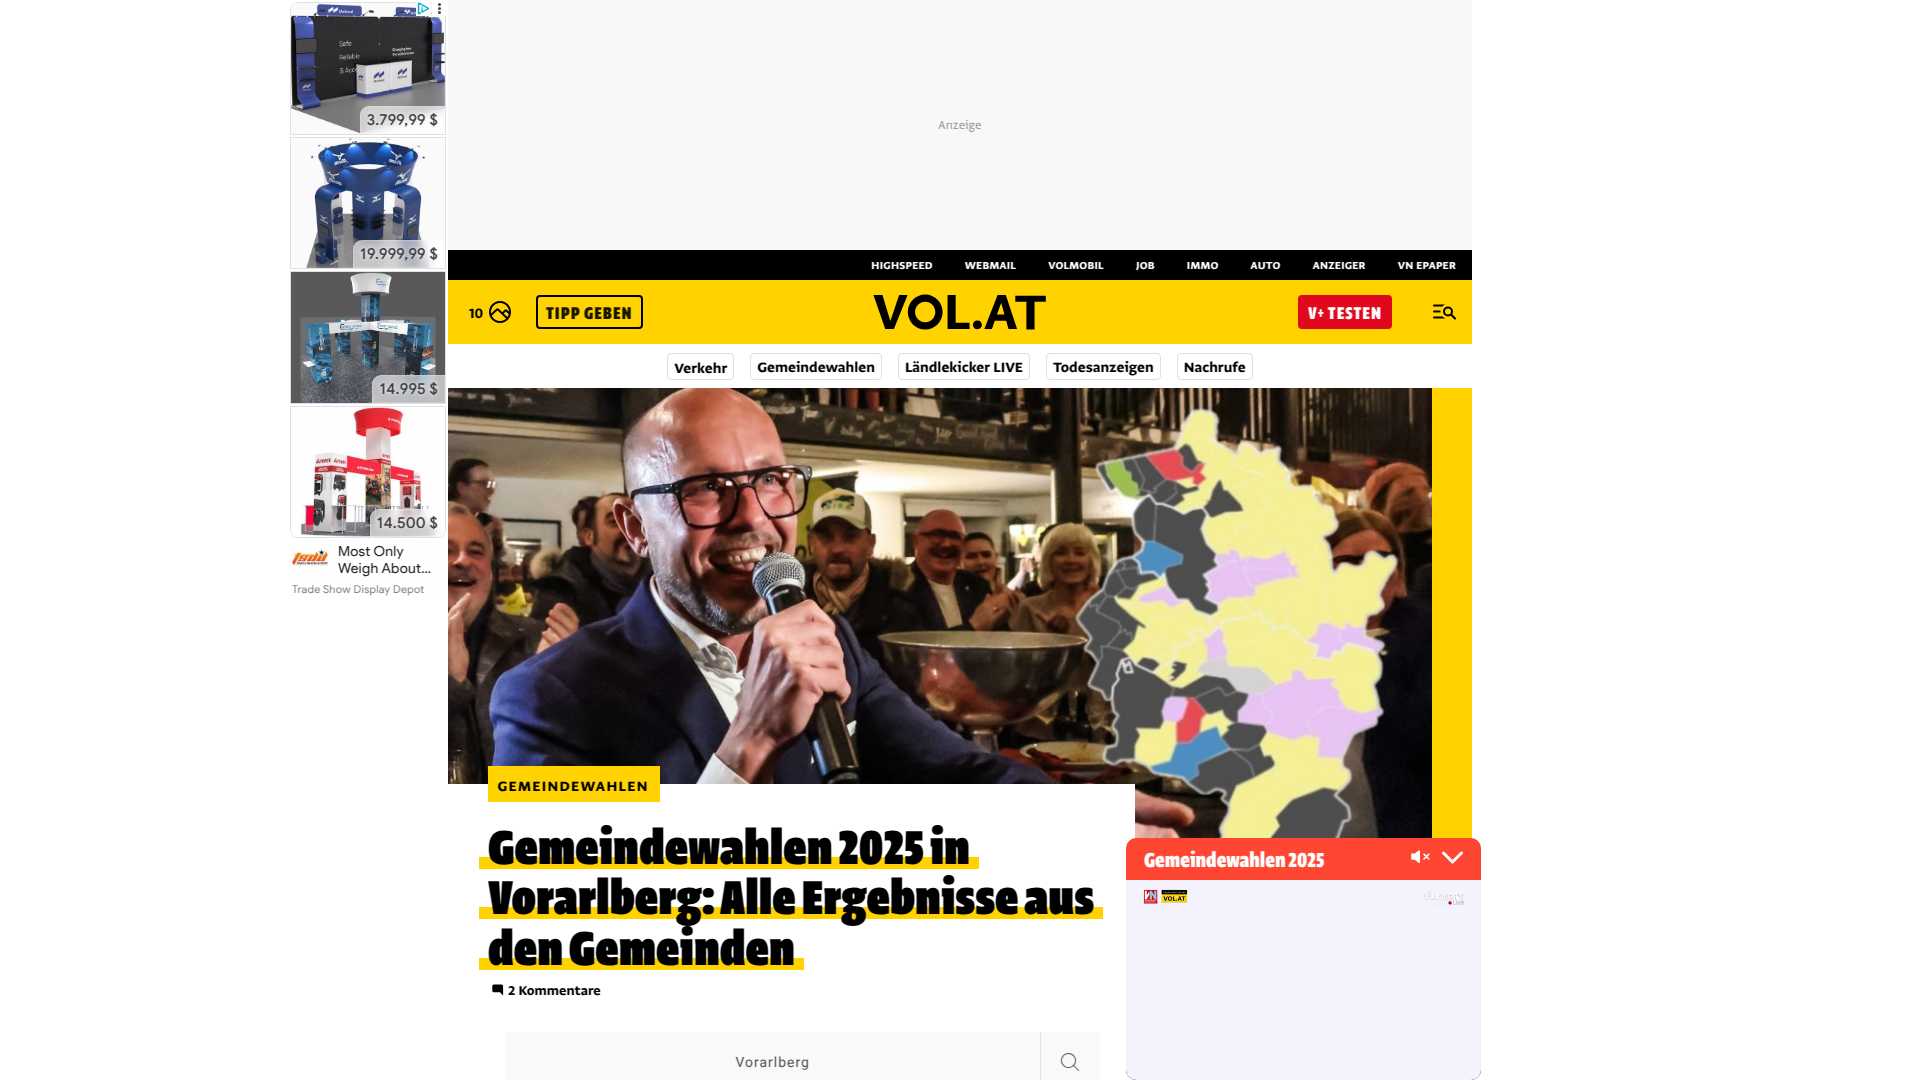 Safe
Reliable
3.799,99 $
19.999,99 $
14.995 $
14.500 $
Most Only
Weigh About...
Trade Show Display Depot
Anzeige
HIGHSPEED
WEBMAIL
VOLMOBIL
JOB
IMMO
AUTO
ANZEIGER
VN EPAPER
10
TIPP GEBEN
VOL.AT
V+ TESTEN
Verkehr
Gemeindewahlen
Ländlekicker LIVE
Todesanzeigen
Nachrufe
GEMEINDEWAHLEN
Gemeindewahlen 2025 in
Vorarlberg: Alle Ergebnisse aus
den Gemeinden
2 Kommentare
Vorarlberg
Gemeindewahlen 2025
VOL.AT